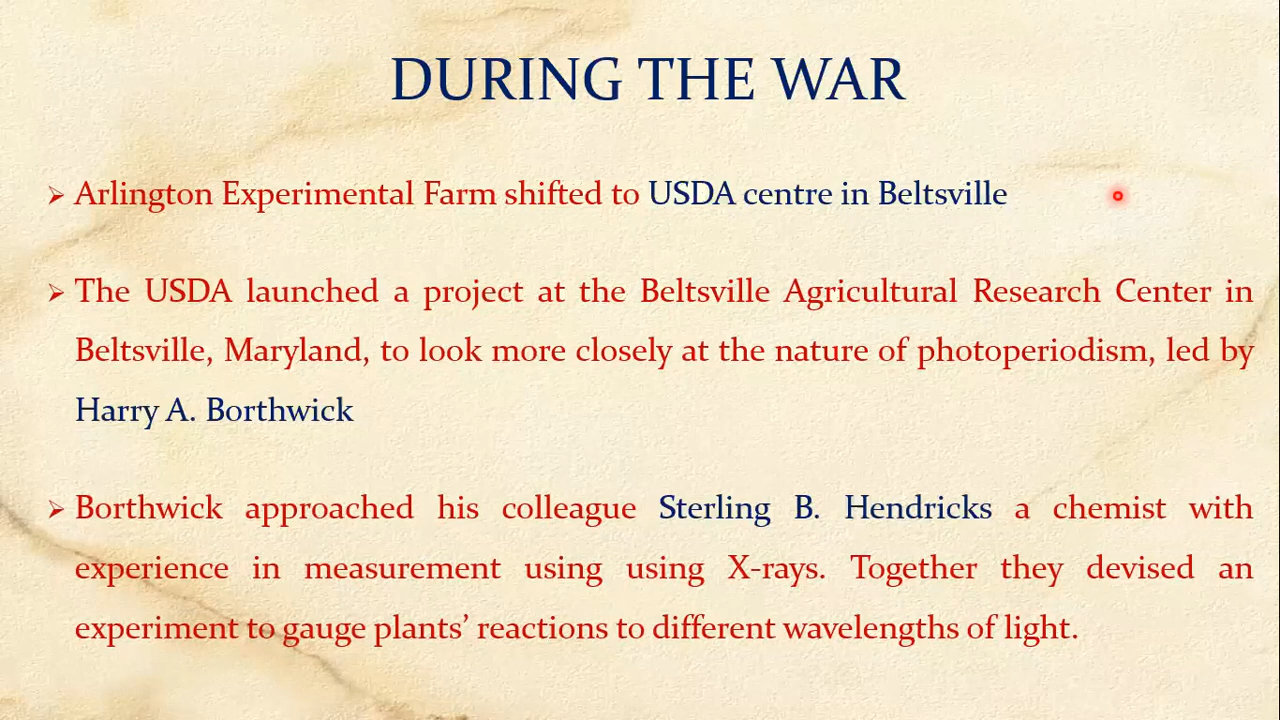 DURING THE WAR
Arlington Experimental Farm shifted to USDA centre in Beltsville
The USDA launched a project at the Beltsville Agricultural Research Center in
Beltsville, Maryland, to look more closely at the nature of photoperiodism, led by
Harry A. Borthwick
Borthwick approached his colleague Sterling B. Hendricks a chemist with
experience in measurement using using X-rays. Together they devised an
experiment to gauge plants’ reactions to different wavelengths of light.